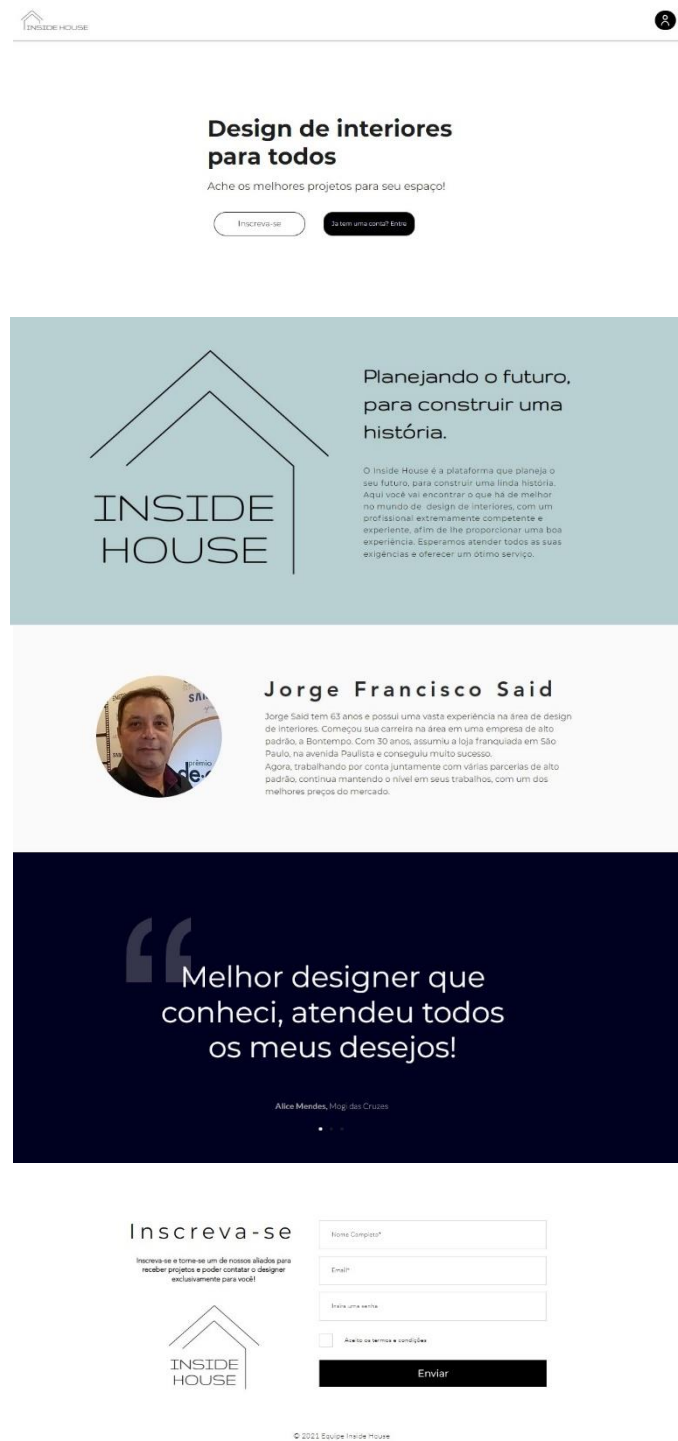 INSIDE HOUSE
Design de interiores
para todos
Ache os melhores projetos para seu espaço!
Inscreva-se
Ja tem uma conta? Entre
Planejando o futuro,
para construir uma
história.
INSIDE
HOUSE
O Inside House é a plataforma que planeja o
seu futuro, para construir uma linda história.
Aqui você vai encontrar o que há de melhor
no mundo de design de interiores, com um
profissional extremamente competente e
experiente, afim de lhe proporcionar uma boa
experiência. Esperamos atender todos as suas
exigências e oferecer um ótimo serviço.
Jorge Francisco Said
Jorge Said tem 63 anos e possui uma vasta experiência na área de design
de interiores. Começou sua carreira na área em uma empresa de alto
padrão, a Bontempo. Com 30 anos, assumiu a loja franquiada em São
Paulo, na avenida Paulista e conseguiu muito sucesso.
Agora, trabalhando por conta juntamente com várias parcerias de alto
padrão, continua mantendo o nível em seus trabalhos, com um dos
melhores preços do mercado.
prêmio
de.
“
Melhor designer que
conheci, atendeu todos
os meus desejos!
Alice Mendes, Mogi das Cruzes
Inscreva-se
Inscreva-se e torne-se um de nossos aliados para
receber projetos e poder contatar o designer
exclusivamente para você!
INSIDE
HOUSE
Nome Completo*
Email*
Insira uma senha
Aceito os termos e condições
Enviar
© 2021 Equipe Inside House